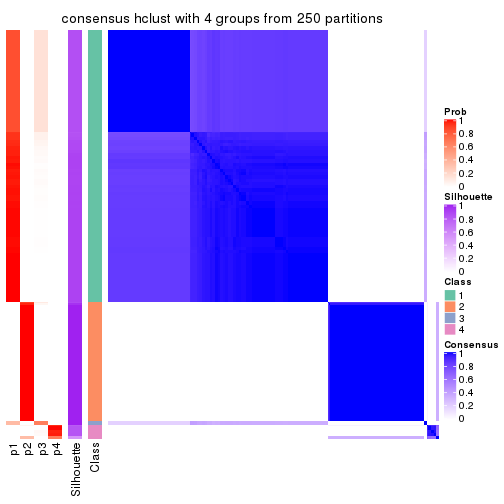 consensus hclust with 4 groups from 250 partitions
Prob
1
0.8
0.6
0.4
0.2
0
Silhouette
1
0.8
0.6
0.4
0.2
0
Class
1
2
3
4
Consensus
1
0.8
0.6
0.4
0.2
0
p1
p2
p3
p4
Silhouette
Class